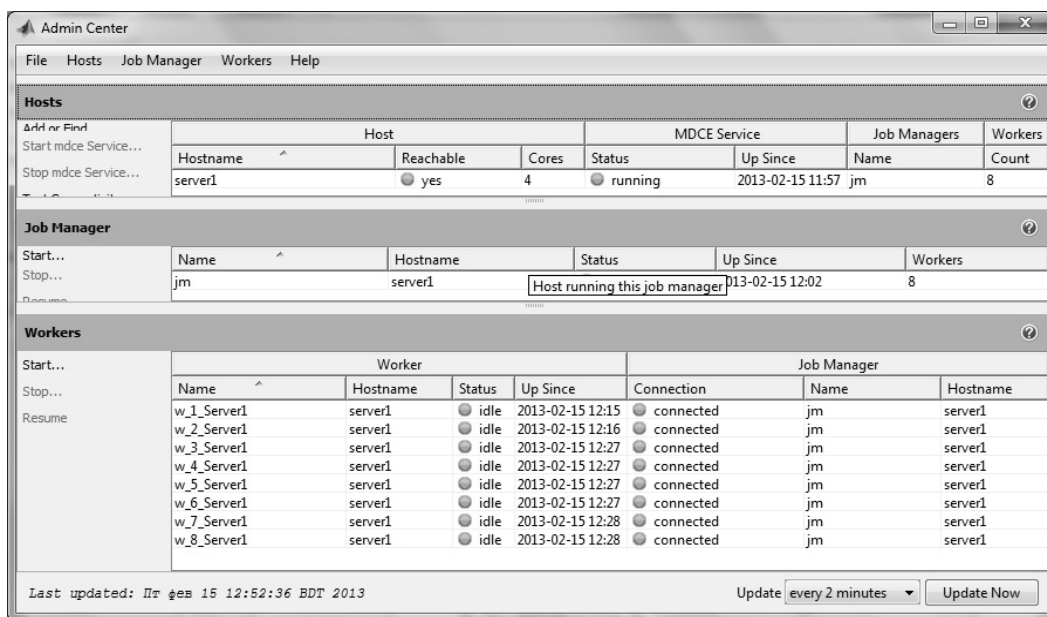 Admin Center
File Hosts Job Manager Workers Help
Hosts
Add or Find
Start mdce Service...
Stop mdce Service...
Host MDCE Service Job Managers Workers
Hostname Reachable Cores Status Up Since Name Count
server1 yes 4 running 2013-02-15 11:57 jm 8
Job Manager
Start...
Stop...
Resume
Name Hostname Status Up Since Workers
jm server1 013-02-15 12:02 8
Host running this job manager
Workers
Start...
Stop...
Resume
Worker Job Manager
Name Hostname Status Up Since Connection Name Hostname
w_1_Server1 server1 idle 2013-02-15 12:15 connected jm server1
w_2_Server1 server1 idle 2013-02-15 12:16 connected jm server1
w_3_Server1 server1 idle 2013-02-15 12:27 connected jm server1
w_4_Server1 server1 idle 2013-02-15 12:27 connected jm server1
w_5_Server1 server1 idle 2013-02-15 12:27 connected jm server1
w_6_Server1 server1 idle 2013-02-15 12:27 connected jm server1
w_7_Server1 server1 idle 2013-02-15 12:28 connected jm server1
w_8_Server1 server1 idle 2013-02-15 12:28 connected jm server1
Last updated: Пт фев 15 12:52:36 BDT 2013
Update every 2 minutes Update Now